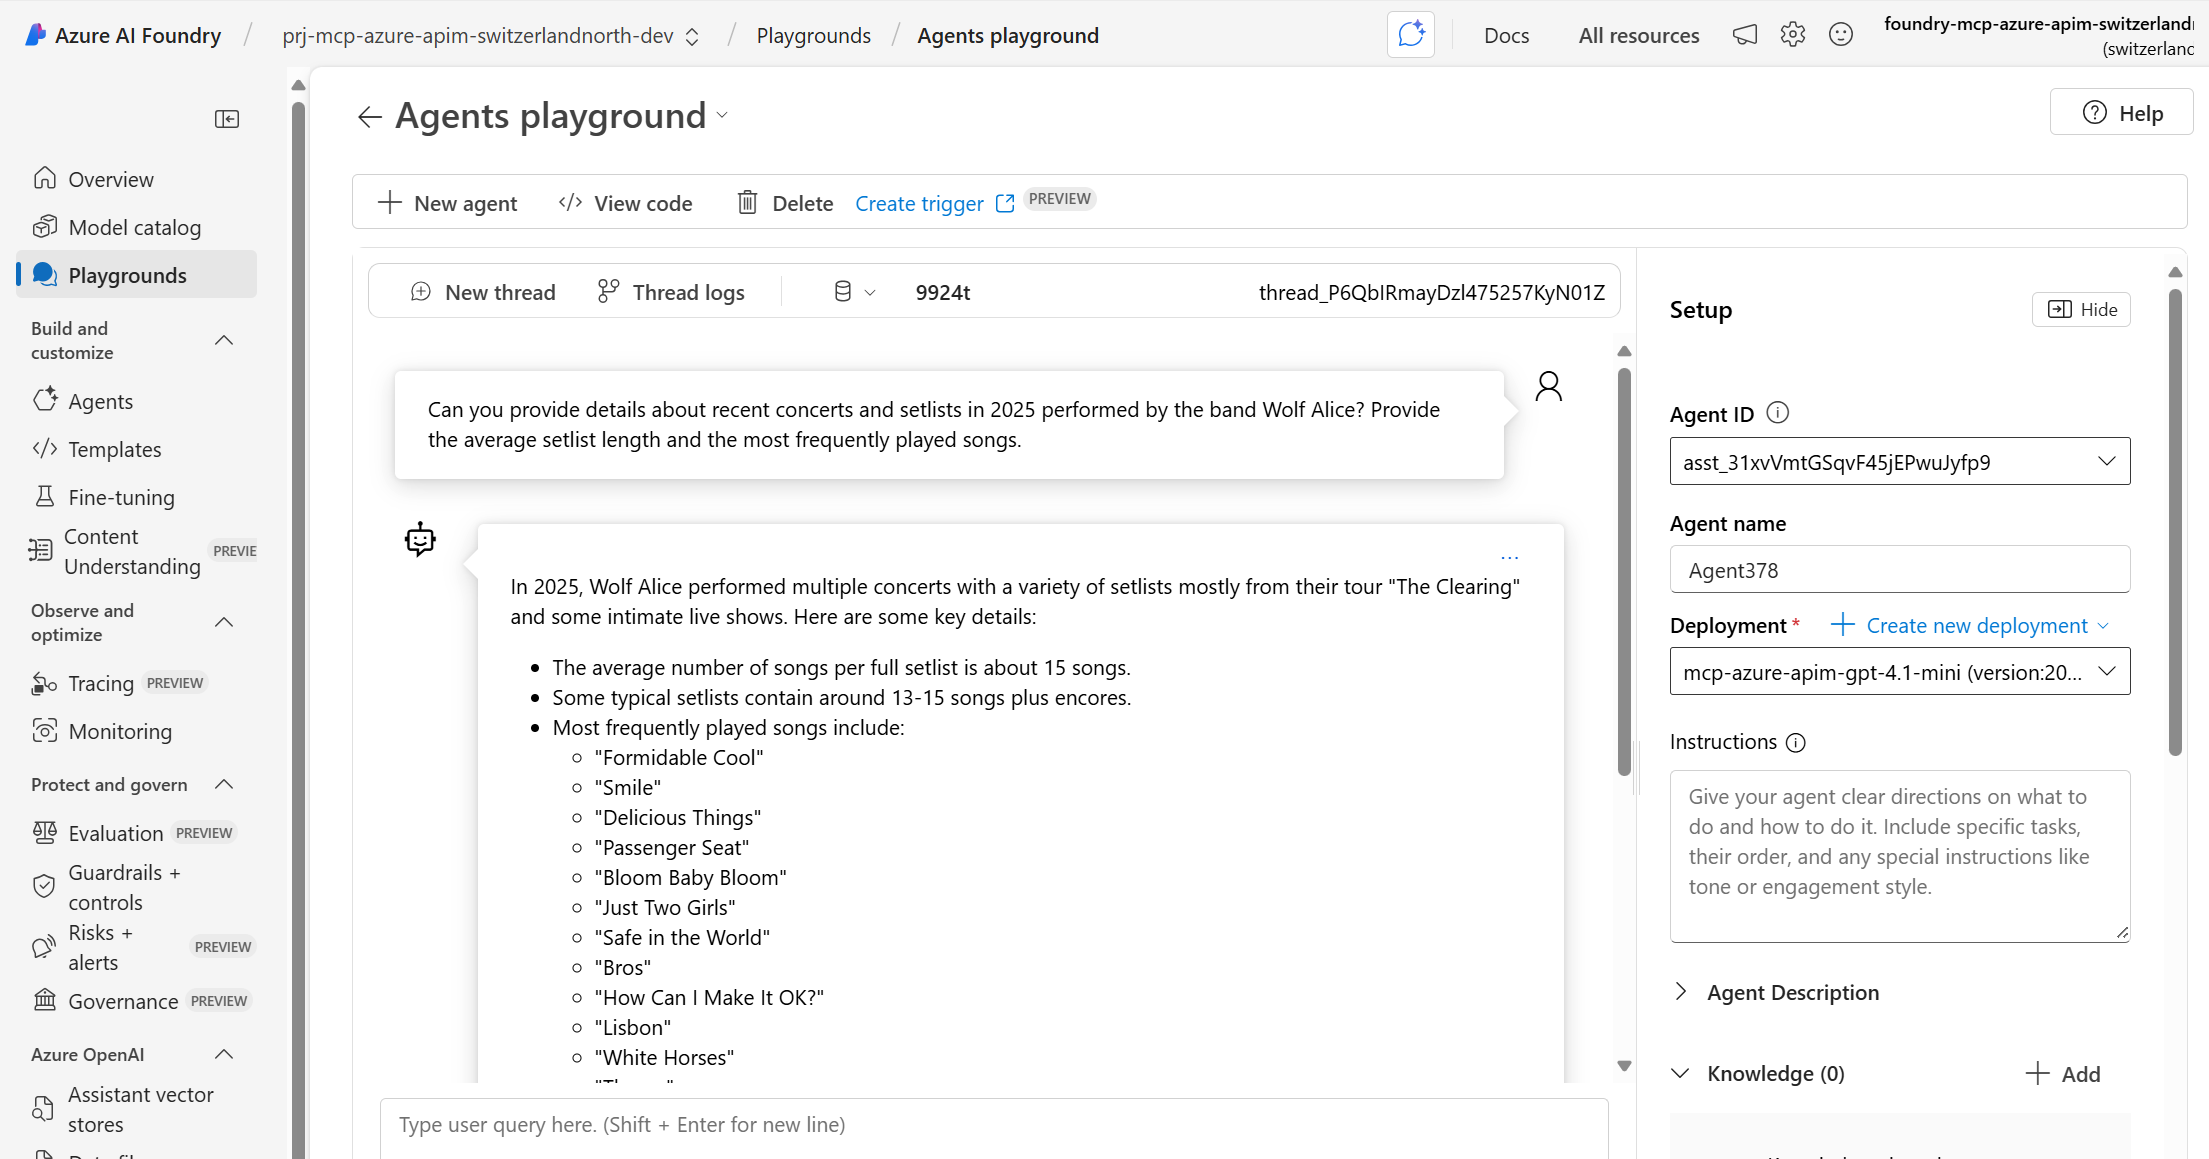 Azure AI Foundry / prj-mcp-azure-apim-switzerlandnorth-dev / Playgrounds / Agents playground
Docs
All resources
foundry-mcp-azure-apim-switzerland
(switzerland
Agents playground
Help
Overview
Model catalog
Playgrounds
Build and
customize
Agents
Templates
Fine-tuning
Content
Understanding
PREVIE
Observe and
optimize
Tracing PREVIEW
Monitoring
Protect and govern
Evaluation PREVIEW
Guardrails +
controls
Risks +
alerts
PREVIEW
Governance PREVIEW
Azure OpenAI
Assistant vector
stores
New agent
View code
Delete
Create trigger PREVIEW
New thread
Thread logs
9924t
thread_P6QbIRmayDzl475257KyN01Z
Can you provide details about recent concerts and setlists in 2025 performed by the band Wolf Alice? Provide
the average setlist length and the most frequently played songs.
...
In 2025, Wolf Alice performed multiple concerts with a variety of setlists mostly from their tour "The Clearing"
and some intimate live shows. Here are some key details:
The average number of songs per full setlist is about 15 songs.
Some typical setlists contain around 13-15 songs plus encores.
Most frequently played songs include:
"Formidable Cool"
"Smile"
"Delicious Things"
"Passenger Seat"
"Bloom Baby Bloom"
"Just Two Girls"
"Safe in the World"
"Bros"
"How Can I Make It OK?"
"Lisbon"
"White Horses"
Type user query here. (Shift + Enter for new line)
Setup
Hide
Agent ID
asst_31xvVmtGSqvF45jEPwuJyfp9
Agent name
Agent378
Deployment *
Create new deployment
mcp-azure-apim-gpt-4.1-mini (version:20...
Instructions
Give your agent clear directions on what to
do and how to do it. Include specific tasks,
their order, and any special instructions like
tone or engagement style.
Agent Description
Knowledge (0)
Add